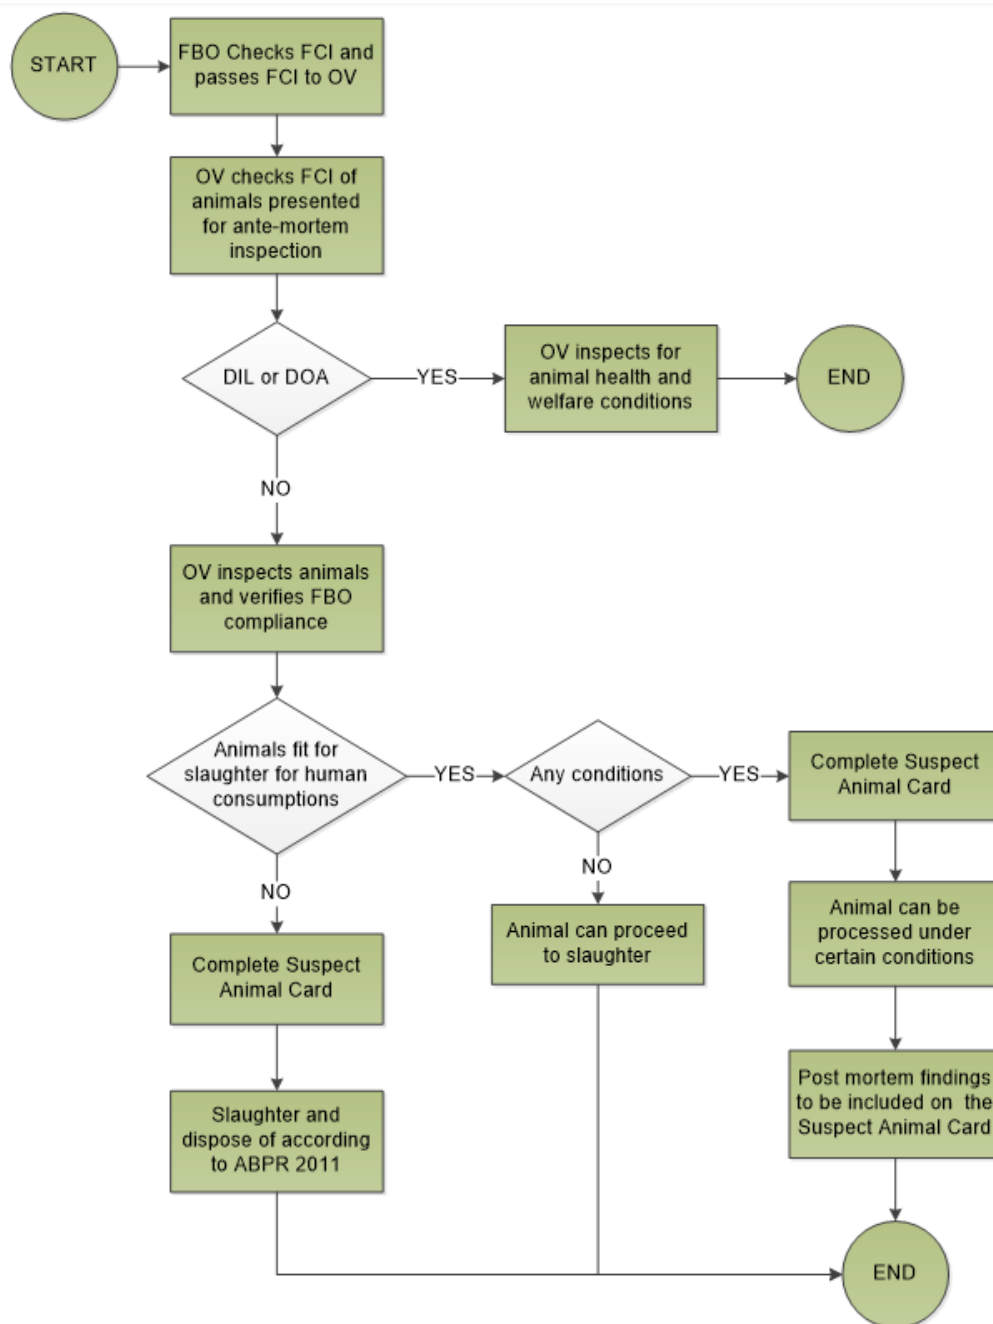 START
FBO Checks FCI and
passes FCI to OV
OV checks FCI of
animals presented
for ante-mortem
inspection
DIL or DOA
YES
OV inspects for
animal health and
welfare conditions
END
NO
OV inspects animals
and verifies FBO
compliance
Animals fit for
slaughter for human
consumptions
YES
Any conditions
YES
Complete Suspect
Animal Card
NO
NO
Animal can proceed
to slaughter
Animal can be
processed under
certain conditions
Complete Suspect
Animal Card
Post mortem findings
to be included on the
Suspect Animal Card
Slaughter and
dispose of according
to ABPR 2011
END